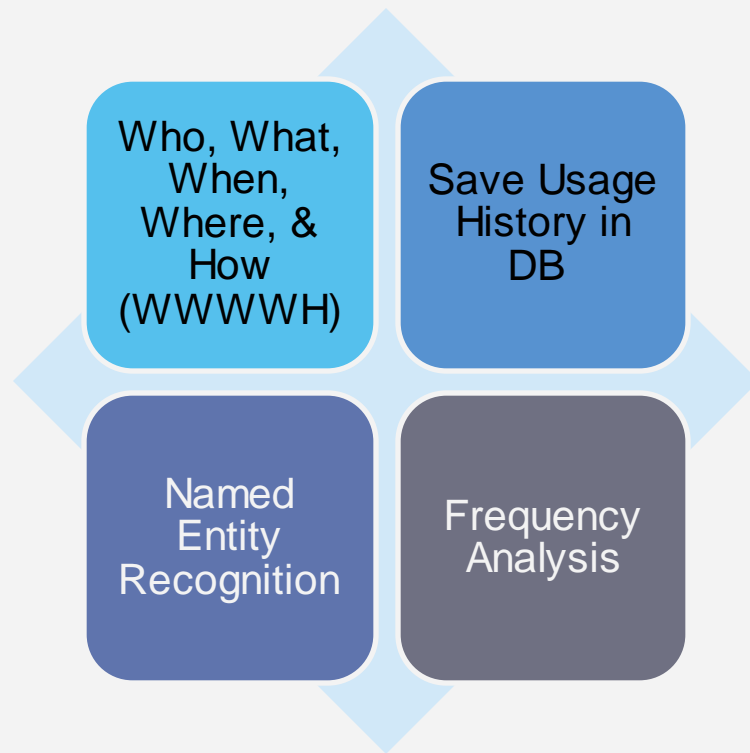 Who, What,
When,
Where, &
How
(WWWWH)
Save Usage
History in
DB
Named
Entity
Recognition
Frequency
Analysis